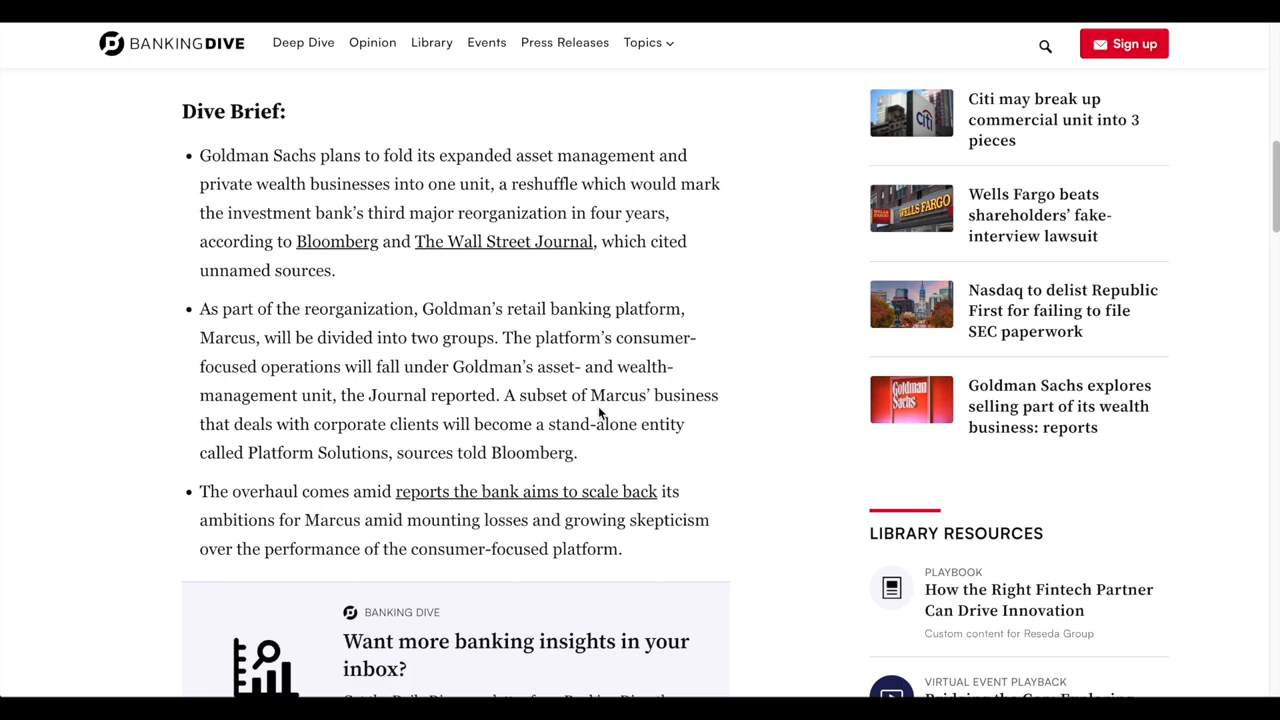 BANKINGDIVE
Deep Dive
Opinion
Library
Events
Press Releases
Topics
Sign up
Dive Brief:
• Goldman Sachs plans to fold its expanded asset management and
private wealth businesses into one unit, a reshuffle which would mark
the investment bank’s third major reorganization in four years,
according to Bloomberg and The Wall Street Journal, which cited
unnamed sources.
• As part of the reorganization, Goldman’s retail banking platform,
Marcus, will be divided into two groups. The platform’s consumer-
focused operations will fall under Goldman’s asset- and wealth-
management unit, the Journal reported. A subset of Marcus’ business
that deals with corporate clients will become a stand-alone entity
called Platform Solutions, sources told Bloomberg.
• The overhaul comes amid reports the bank aims to scale back its
ambitions for Marcus amid mounting losses and growing skepticism
over the performance of the consumer-focused platform.
BANKING DIVE
Want more banking insights in your
inbox?
citi
Citi may break up
commercial unit into 3
pieces
WELLS FARGO
Wells Fargo beats
shareholders’ fake-
interview lawsuit
Nasdaq to delist Republic
First for failing to file
SEC paperwork
Goldman
Sachs
Goldman Sachs explores
selling part of its wealth
business: reports
LIBRARY RESOURCES
PLAYBOOK
How the Right Fintech Partner
Can Drive Innovation
Custom content for Reseda Group
VIRTUAL EVENT PLAYBACK